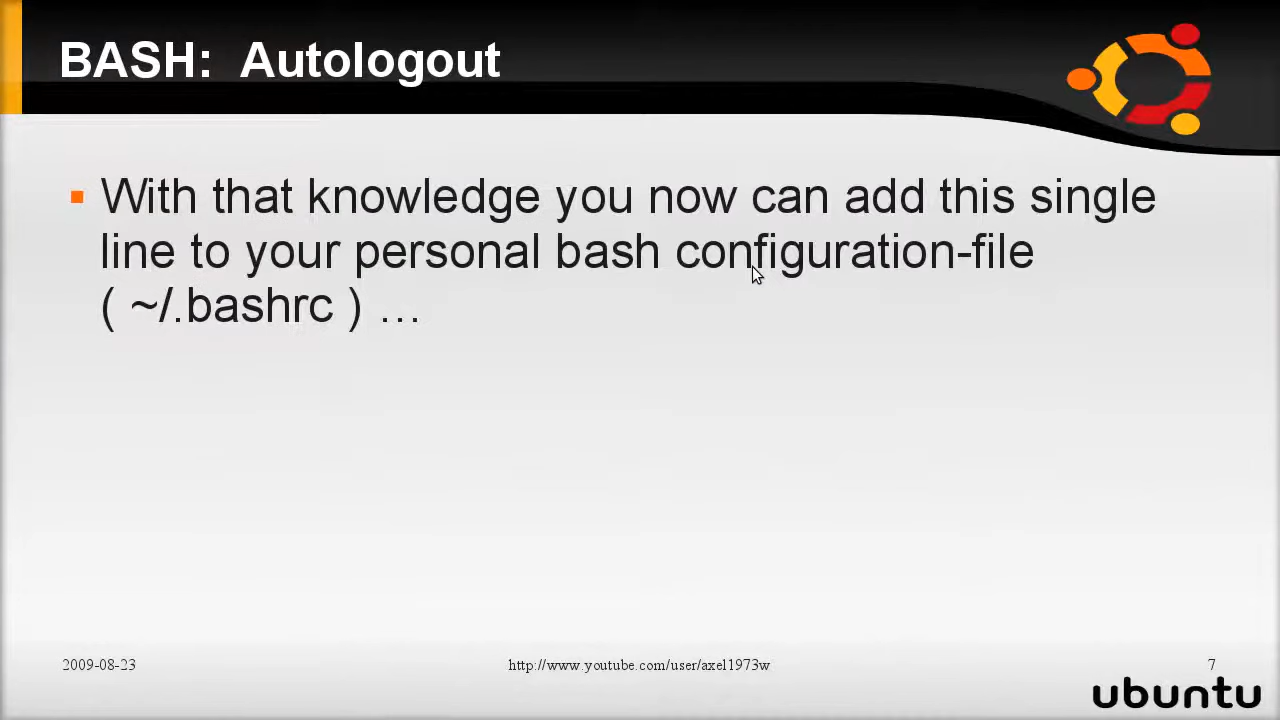 BASH: Autologout
With that knowledge you now can add this single
line to your personal bash configuration-file
( ~/.bashrc ) …
2009-08-23
http://www.youtube.com/user/axel1973w
7
ubuntu